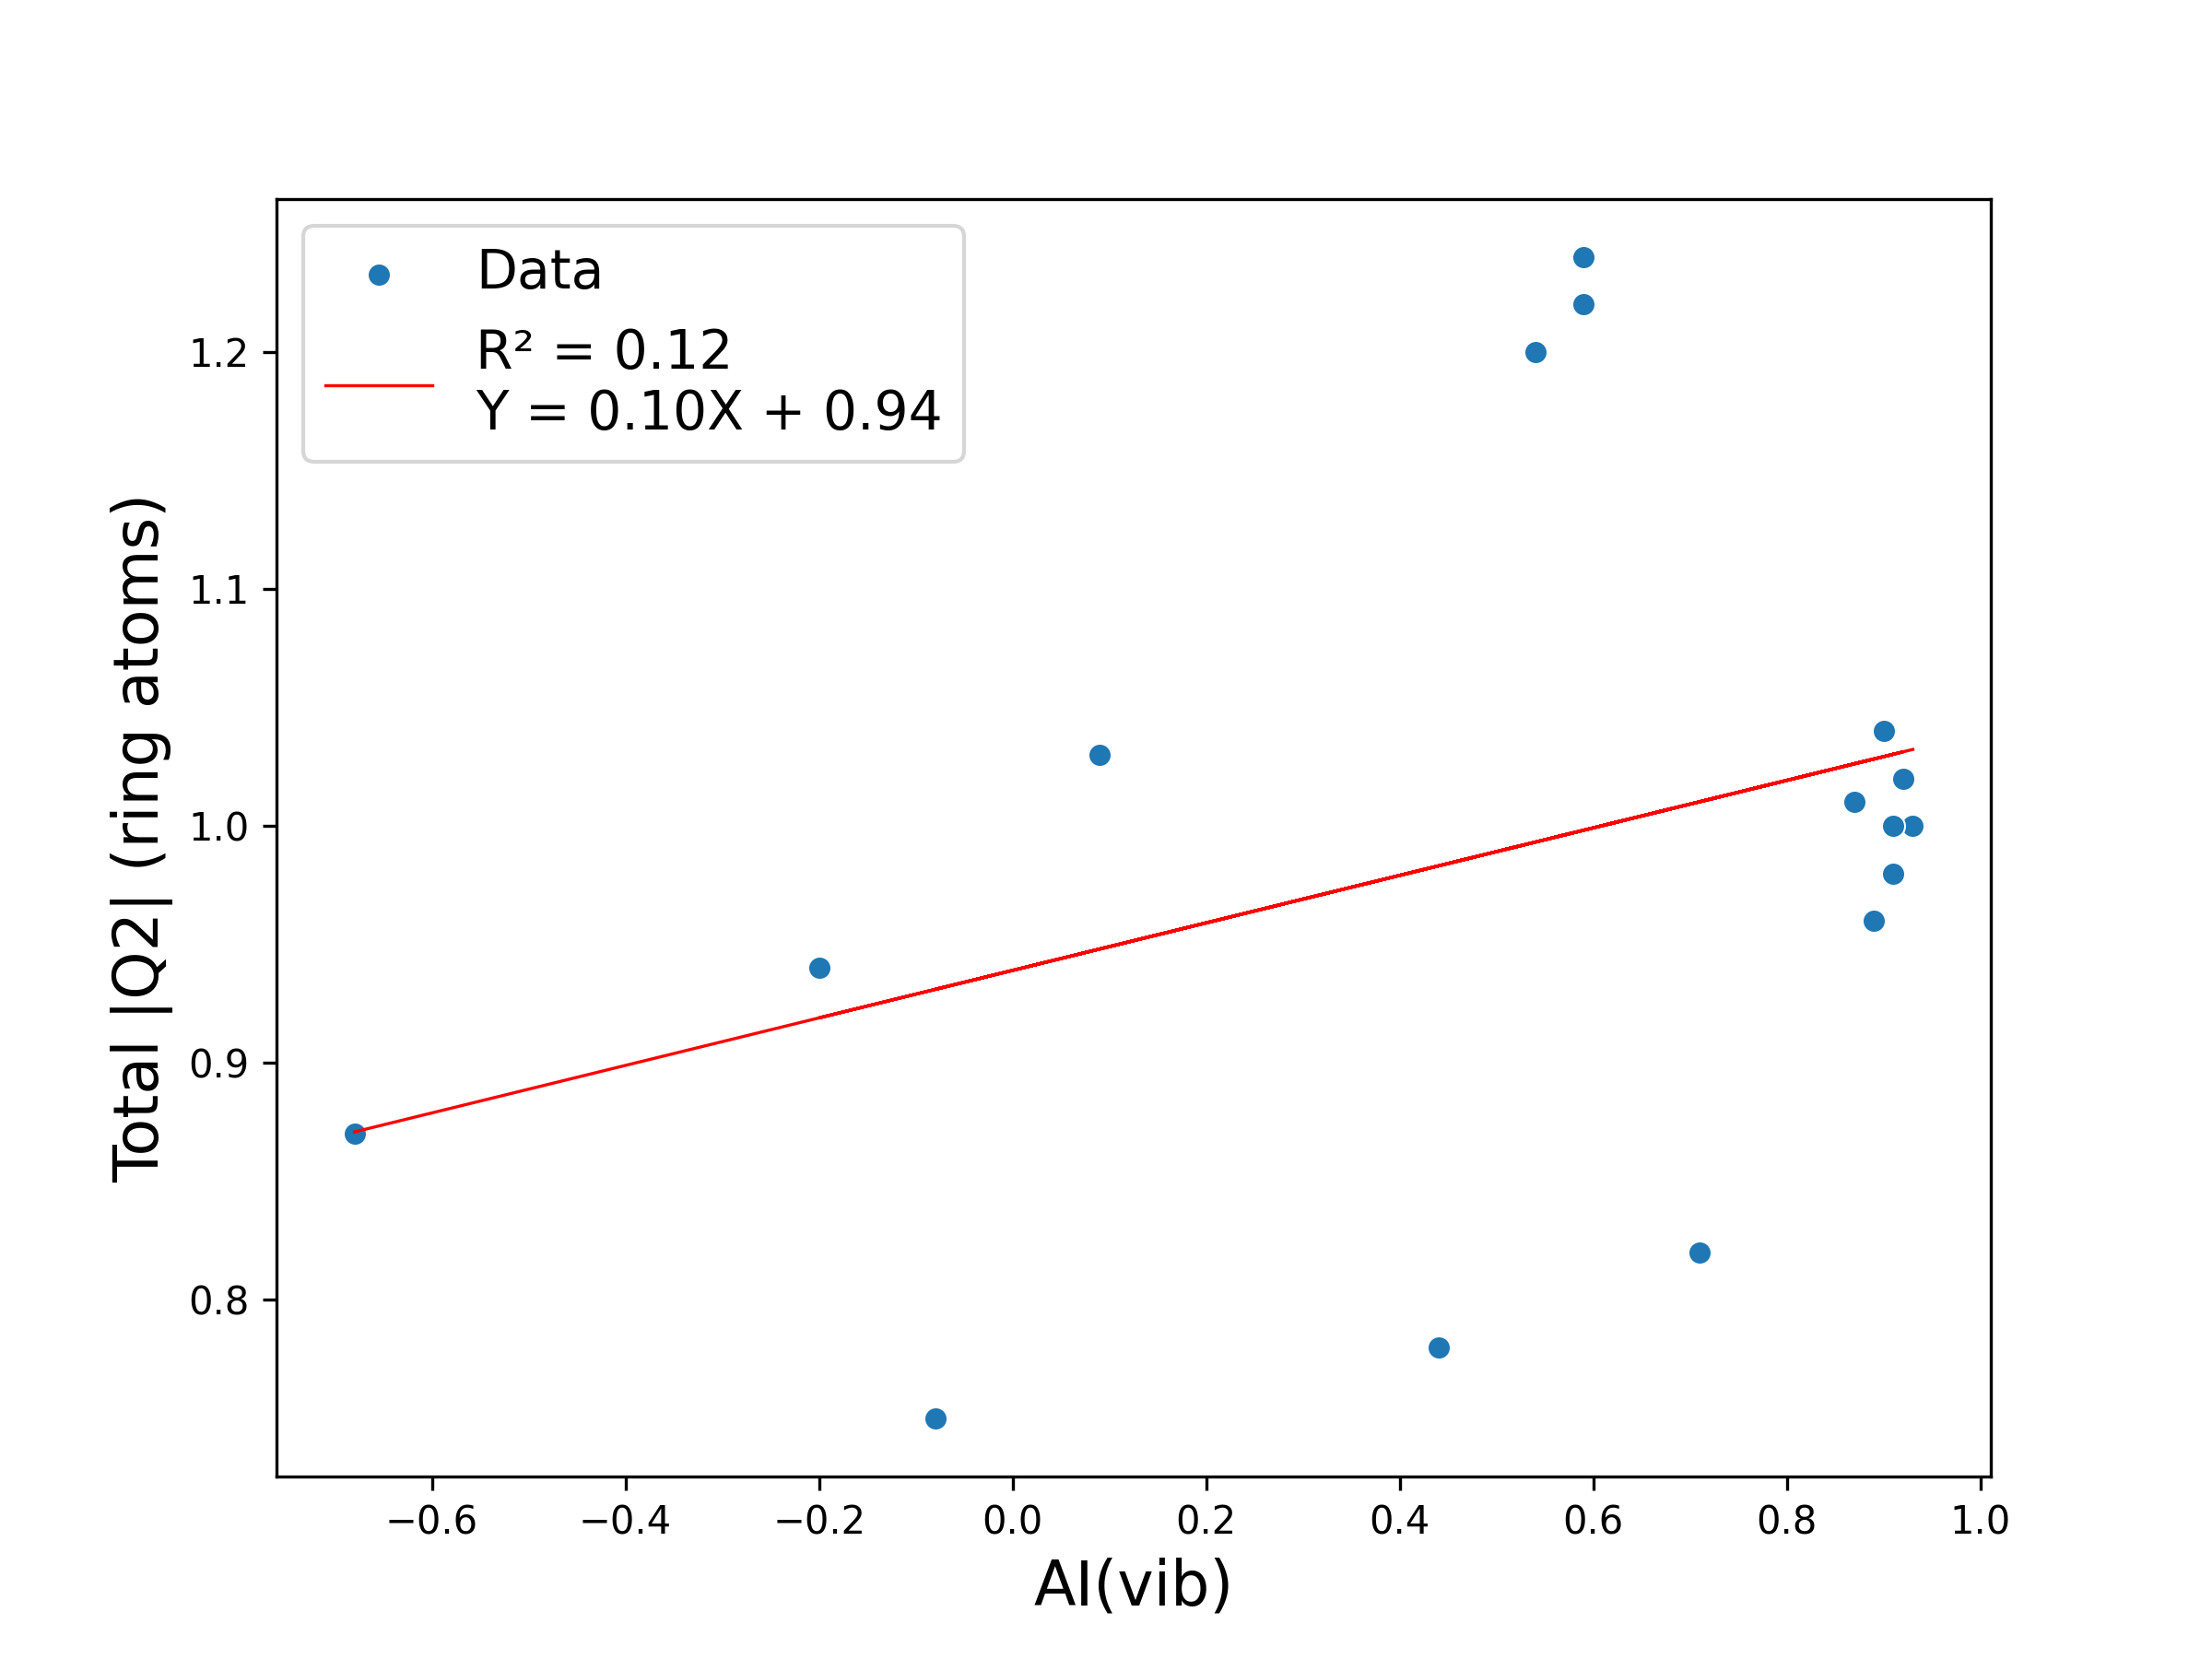 Data
R² = 0.12
Y = 0.10X + 0.94
Total |Q2| (ring atoms)
1.2
1.1
1.0
0.9
0.8
−0.6 −0.4 −0.2 0.0 0.2 0.4 0.6 0.8 1.0
AI(vib)